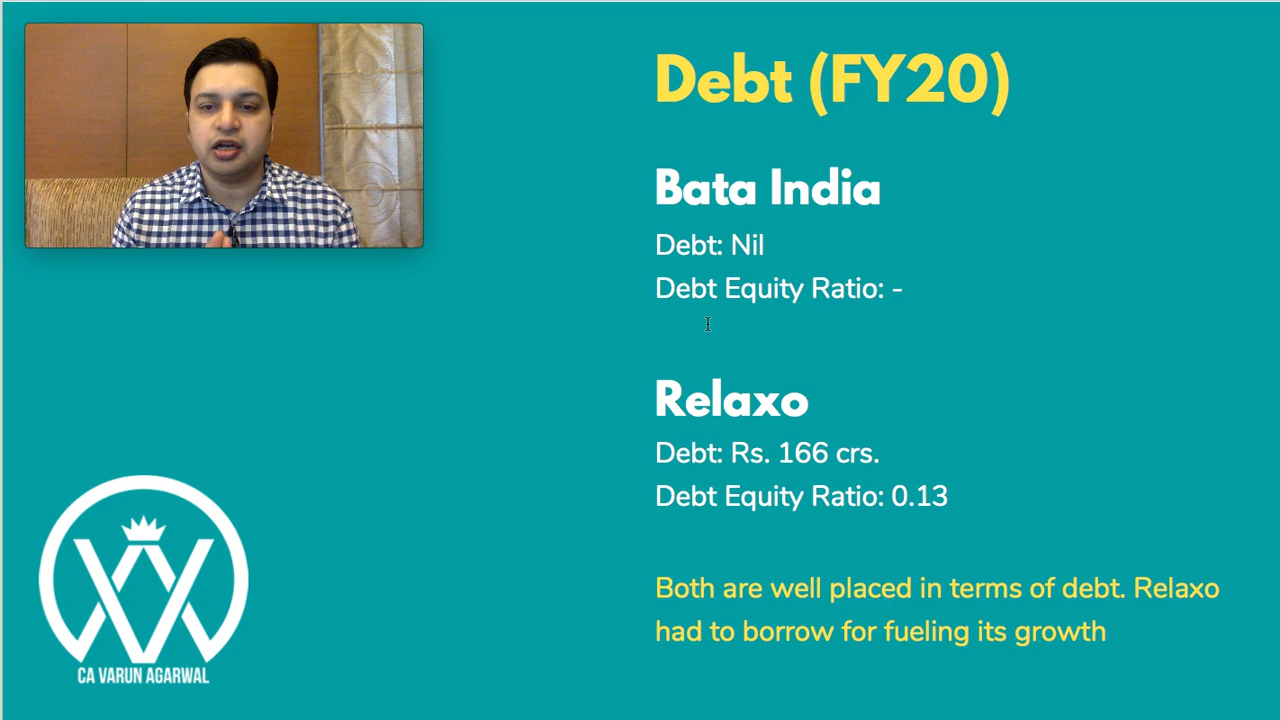 Debt (FY20)
Bata India
Debt: Nil
Debt Equity Ratio: -
Relaxo
Debt: Rs. 166 crs.
Debt Equity Ratio: 0.13
Both are well placed in terms of debt. Relaxo
had to borrow for fueling its growth
CA VARUN AGARWAL